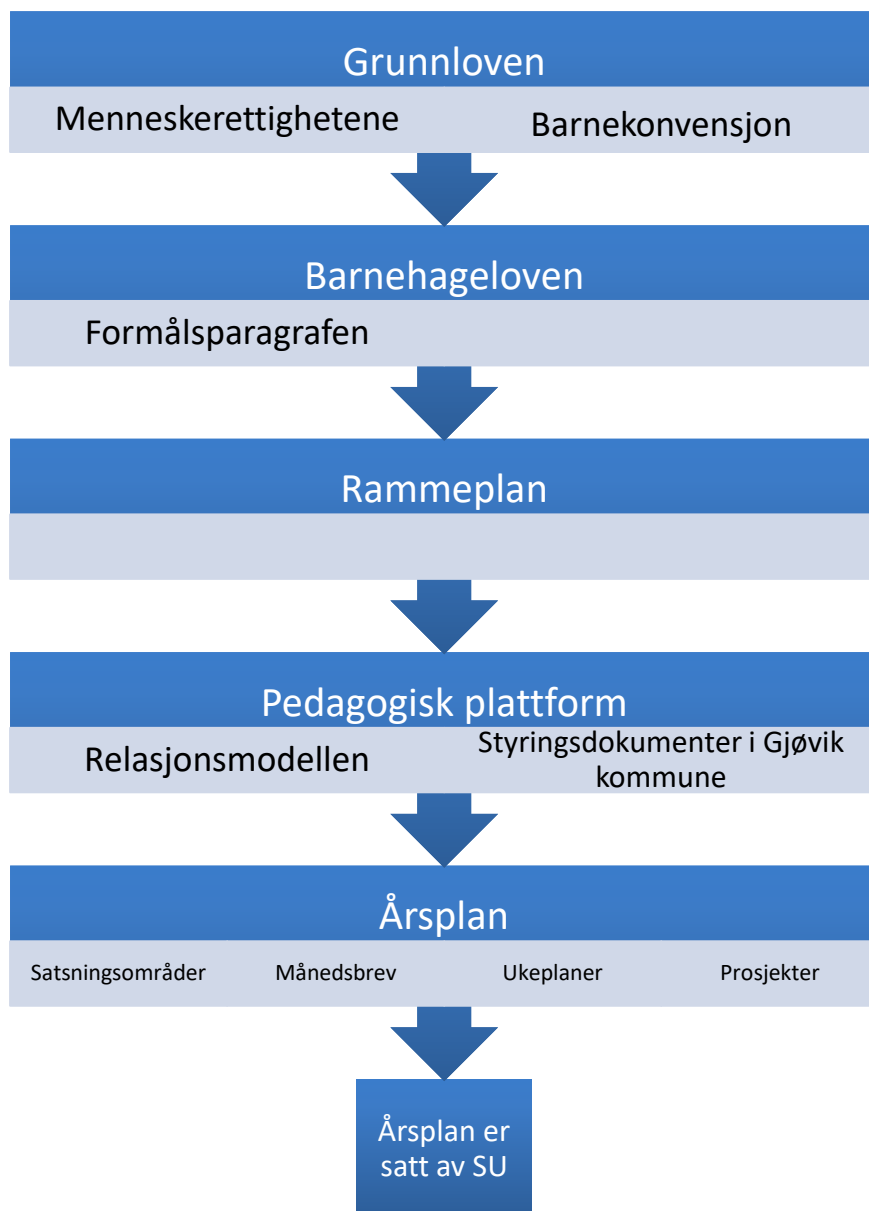 Grunnloven
Menneskerettighetene
Barnekonvensjon
Barnehageloven
Formålsparagrafen
Rammeplan
Pedagogisk plattform
Relasjonsmodellen
Styringsdokumenter i Gjøvik
kommune
Årsplan
Satsningsområder
Månedsbrev
Ukeplaner
Prosjekter
Årsplan er
satt av SU